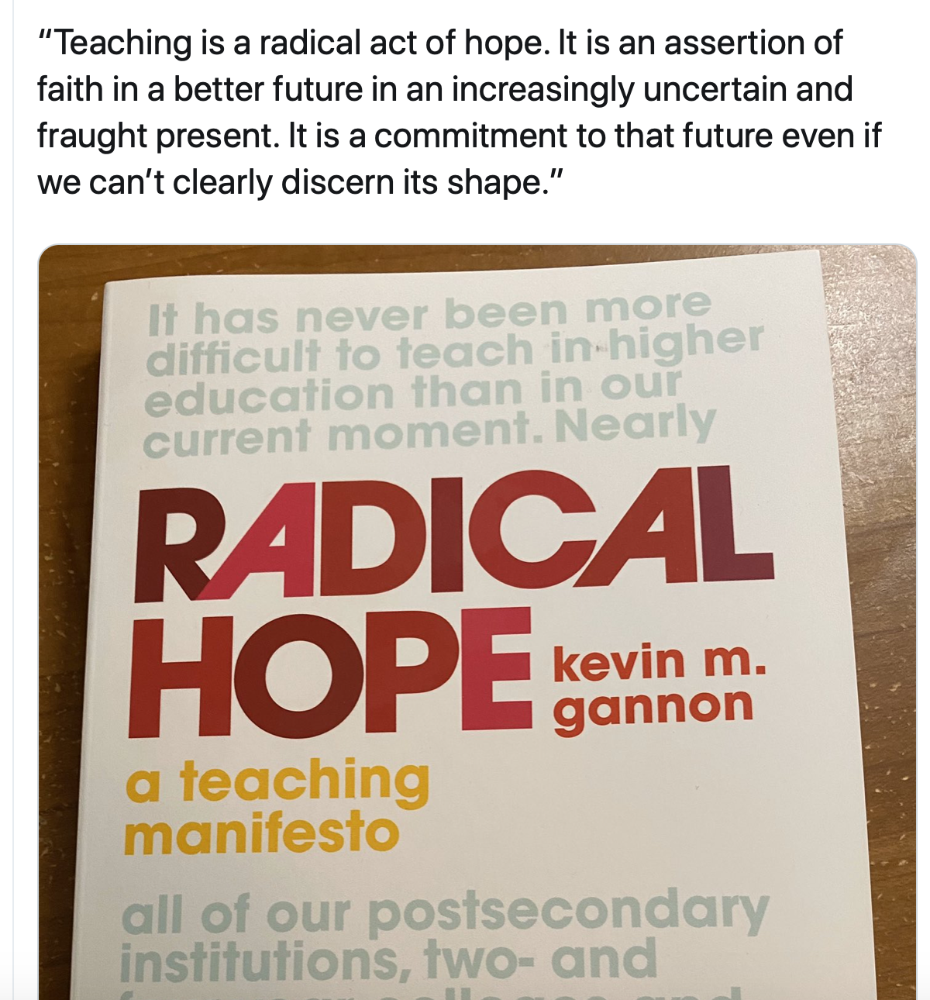 “Teaching is a radical act of hope. It is an assertion of
faith in a better future in an increasingly uncertain and
fraught present. It is a commitment to that future even if
we can’t clearly discern its shape.”
It has never been more
difficult to teach in higher
education than in our
current moment. Nearly
RADICAL
HOPE
kevin m.
gannon
a teaching
manifesto
all of our postsecondary
institutions, two- and